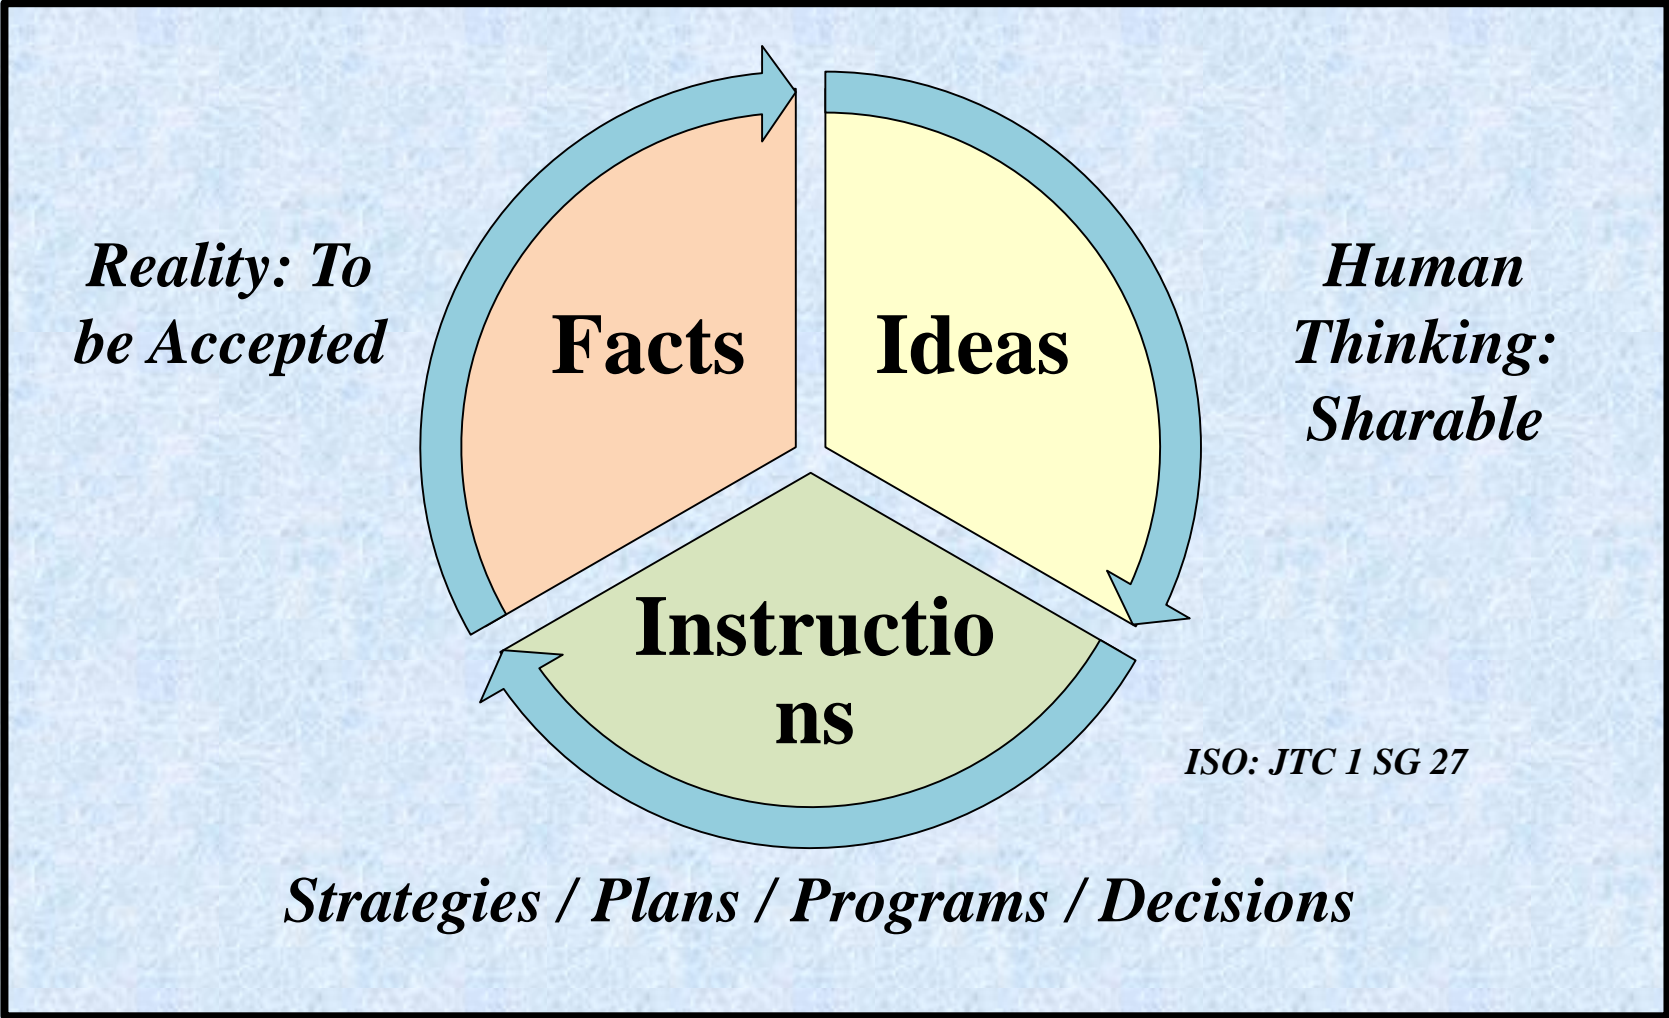 Reality: To
be Accepted
Facts
Ideas
Human
Thinking:
Sharable
Instructio
ns
ISO: JTC 1 SG 27
Strategies / Plans / Programs / Decisions